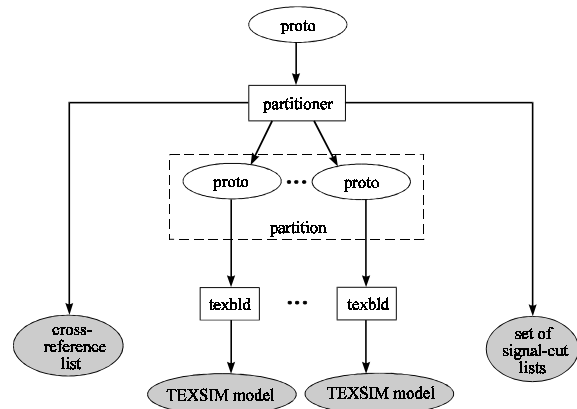 proto
partitioner
proto ••• proto
partition
texbld ••• texbld
cross-
reference
list
set of
signal-cut
lists
TEXSIM model TEXSIM model